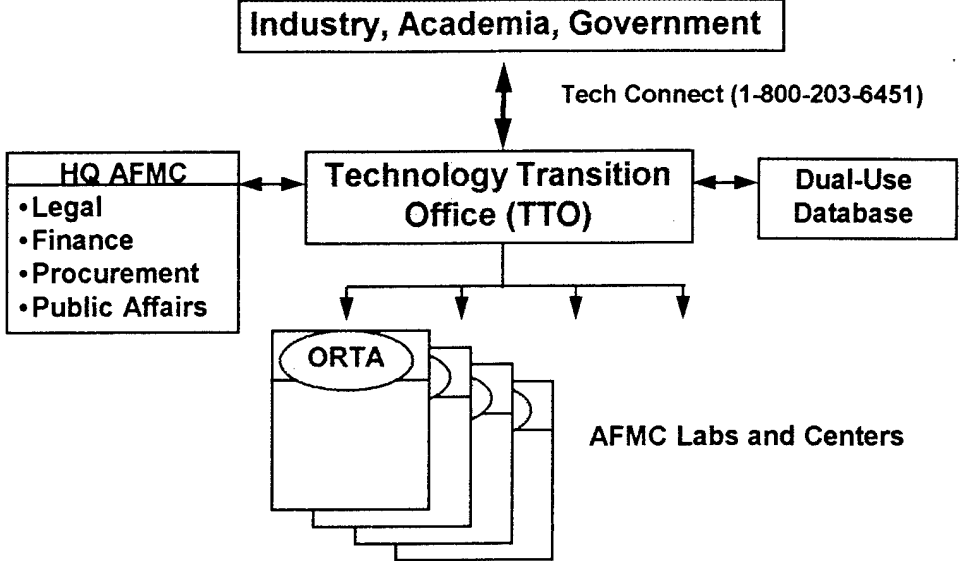 Industry, Academia, Government
Tech Connect (1-800-203-6451)
HQ AFMC
•Legal
•Finance
•Procurement
•Public Affairs
Technology Transition
Office (TTO)
Dual-Use
Database
ORTA
AFMC Labs and Centers